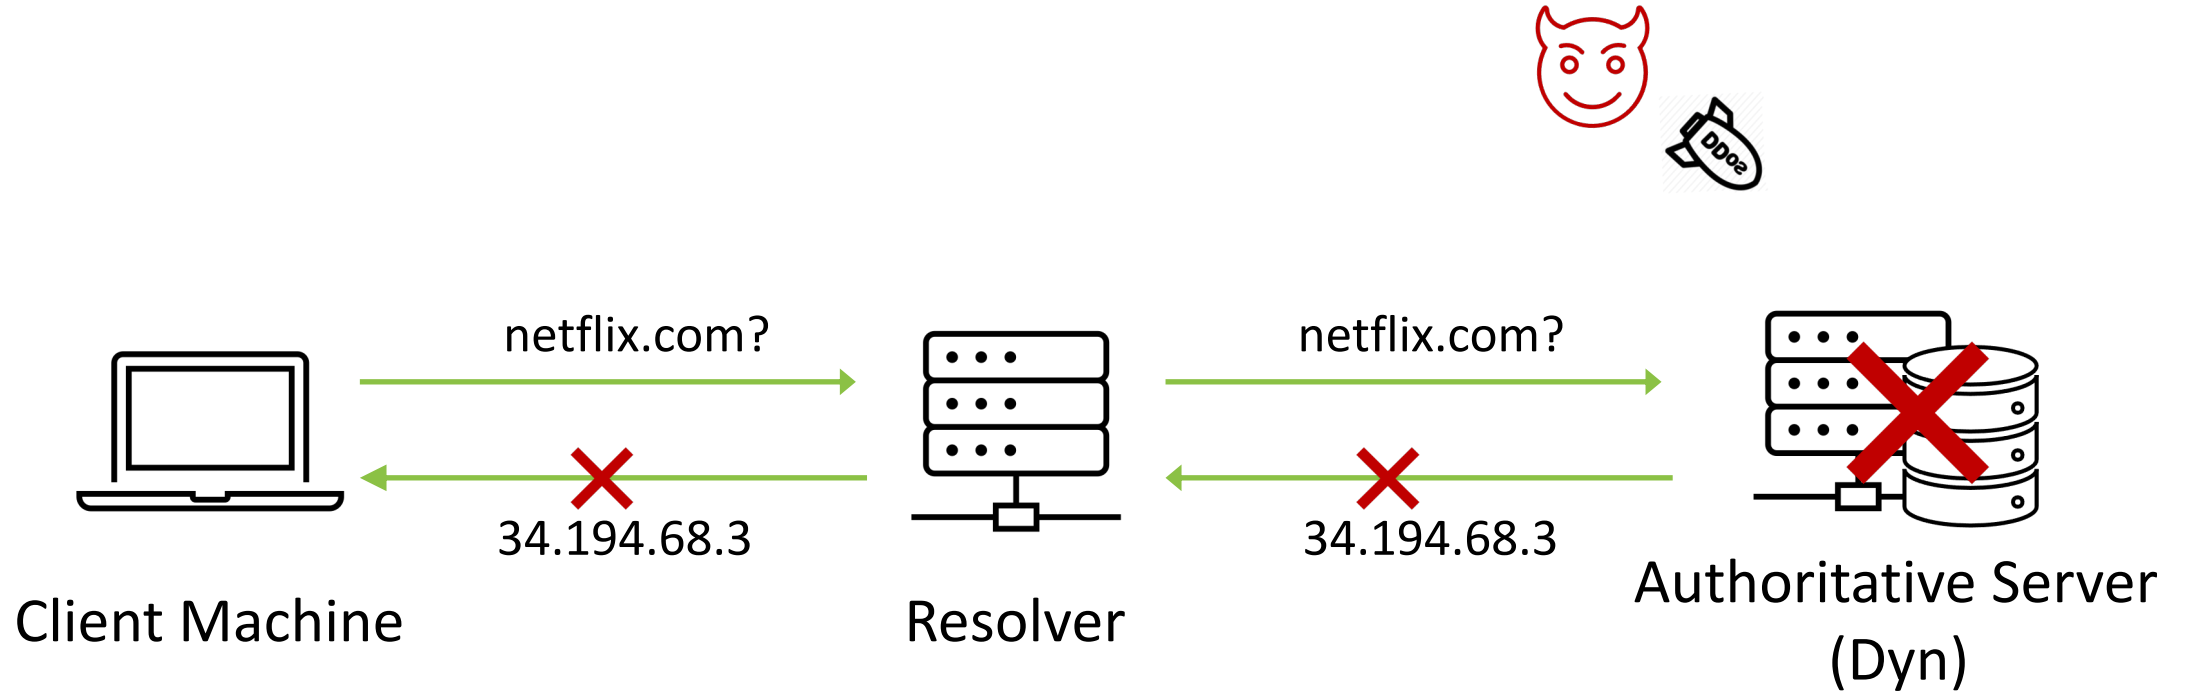 DDoS
netflix.com?
netflix.com?
34.194.68.3
34.194.68.3
Client Machine
Resolver
Authoritative Server
(Dyn)